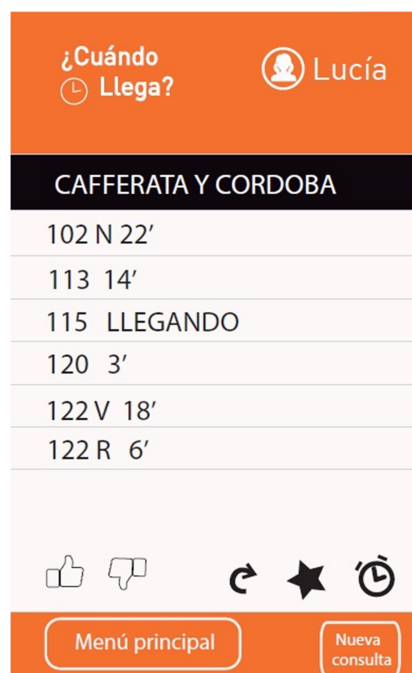 ¿Cuándo
Llega?
Lucía
CAFFERATA Y CORDOBA
102 N 22’
113 14’
115 LLEGANDO
120 3’
122 V 18’
122 R 6’
Menú principal
Nueva
consulta